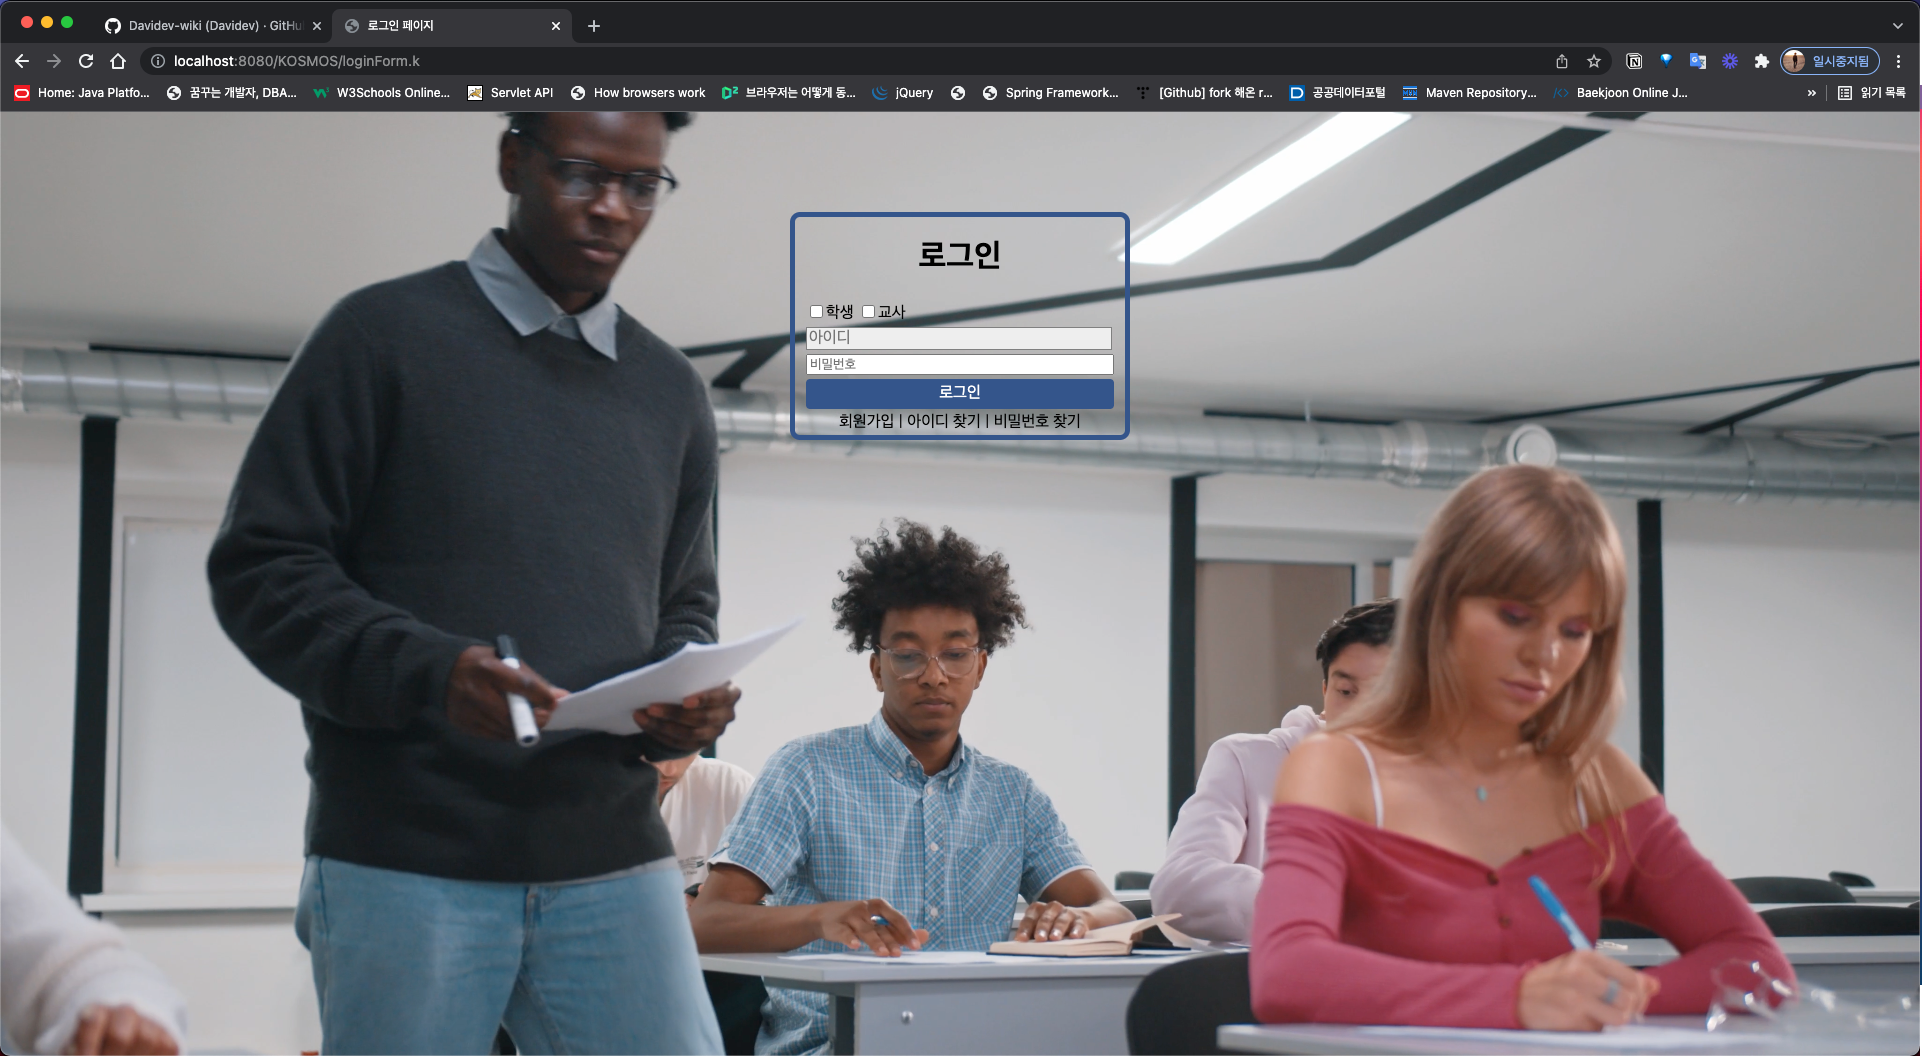 Davidev-wiki (Davidev) · GitHu
로그인 페이지
localhost:8080/KOSMOS/loginForm.k
일시중지됨
Home: Java Platfo...
꿈꾸는 개발자, DBA...
W3Schools Online...
Servlet API
How browsers work
브라우저는 어떻게 동...
jQuery
Spring Framework...
[Github] fork 해온 r...
공공데이터포털
Maven Repository...
Baekjoon Online J...
»
읽기 목록
로그인
학생 교사
아이디
비밀번호
로그인
회원가입 | 아이디 찾기 | 비밀번호 찾기